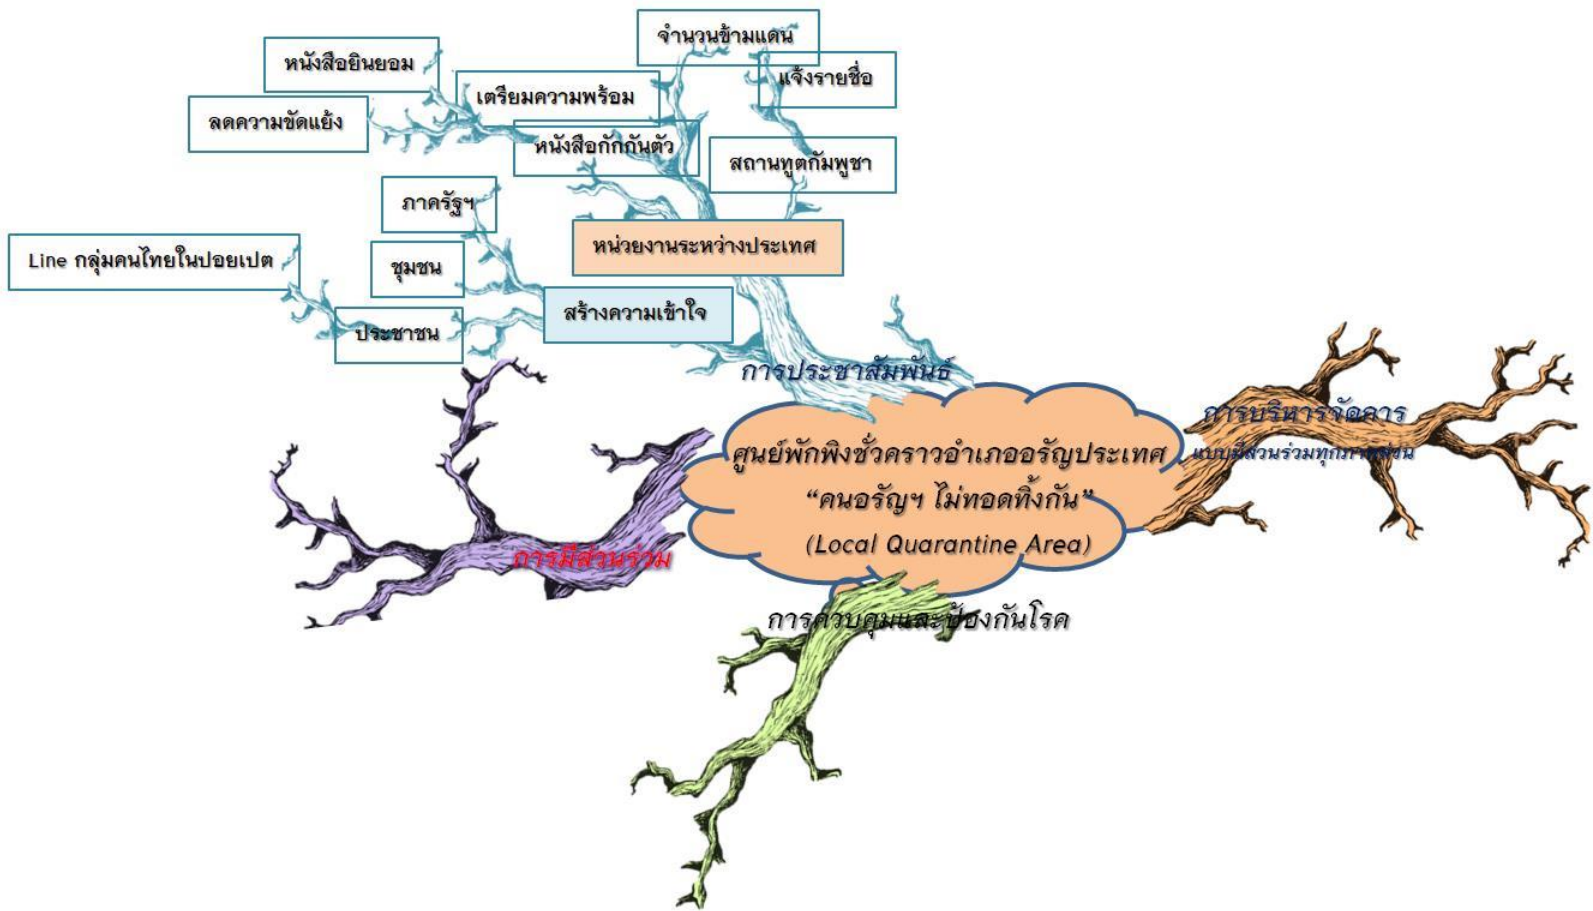 จำนวนข้ามแดน
หนังสือยินยอม
แจ้งรายชื่อ
เตรียมความพร้อม
ลดความขัดแย้ง
หนังสือกักกันตัว
สถานทูตกัมพูชา
ภาครัฐฯ
หน่วยงานระหว่างประเทศ
Line กลุ่มคนไทยในปอยเปต
ชุมชน
สร้างความเข้าใจ
ประชาชน
การประชาสัมพันธ์
การบริหารจัดการ
แบบมีส่วนร่วมทุกภาคส่วน
ศูนย์พักพิงชั่วคราวอำเภออรัญประเทศ
“คนอรัญฯ ไม่ทอดทิ้งกัน”
(Local Quarantine Area)
การมีส่วนร่วม
การควบคุมและป้องกันโรค